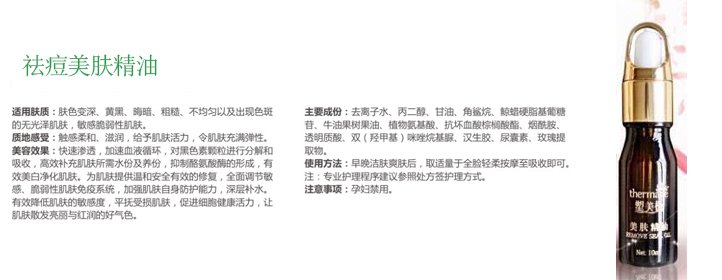 祛痘美肤精油
适用肤质：肤色变深、黄黑、晦暗、粗糙、不均匀以及出现色斑
的无光泽肌肤，敏感脆弱性肌肤。
质地感受：触感柔和、滋润，给予肌肤活力，令肌肤充满弹性。
美容效果：快速渗透，加速血液循环，对黑色素颗粒进行分解和
吸收，高效补充肌肤所需水份及养份，抑制酪氨酸酶的形成，有
效美白净化肌肤。为肌肤提供温和安全有效的修复，全面调节敏
感、脆弱性肌肤免疫系统，加强肌肤自身防护能力，深层补水。
有效降低肌肤的敏感度，平抚受损肌肤，促进细胞健康活力，让
肌肤散发亮丽与红润的好气色。
主要成份：去离子水、丙二醇、甘油、角鲨烷、鲸蜡硬脂基葡糖
苷、牛油果树果油、植物氨基酸、抗坏血酸棕榈酸酯、烟酰胺、
透明质酸、双（羟甲基）咪唑烷基脲、汉生胶、尿囊素、玫瑰提
取物。
使用方法：早晚洁肤爽肤后，取适量于全脸轻柔按摩至吸收即可。
注：专业护理程序建议参照处方签护理方式。
注意事项：孕妇禁用。
塑美
美肤精油
REMOVE SEAL OIL
Net: 10ml